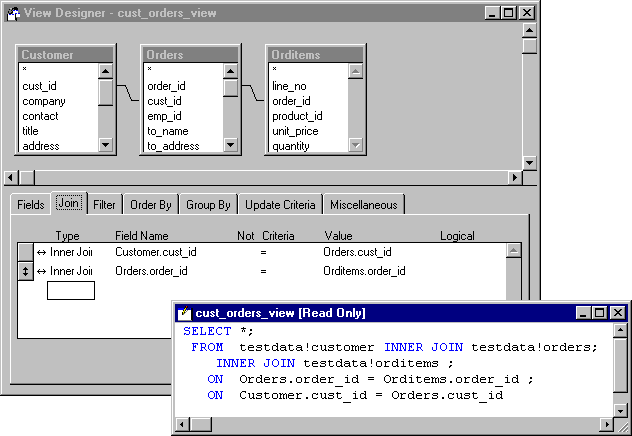 View Designer - cust_orders_view
Customer Orders Orditems
* * *
cust_id order_id line_no
company cust_id order_id
contact emp_id product_id
title to_name unit_price
address to_address quantity
Fields Join Filter Order By Group By Update Criteria Miscellaneous
Type Field Name Not Criteria Value Logical
Inner Join Customer.cust_id = Orders.cust_id
Inner Join Orders.order_id = Orditems.order_id
cust_orders_view [Read Only]
SELECT *;
FROM testdata!customer INNER JOIN testdata!orders;
INNER JOIN testdata!orditems ;
ON Orders.order_id = Orditems.order_id ;
ON Customer.cust_id = Orders.cust_id